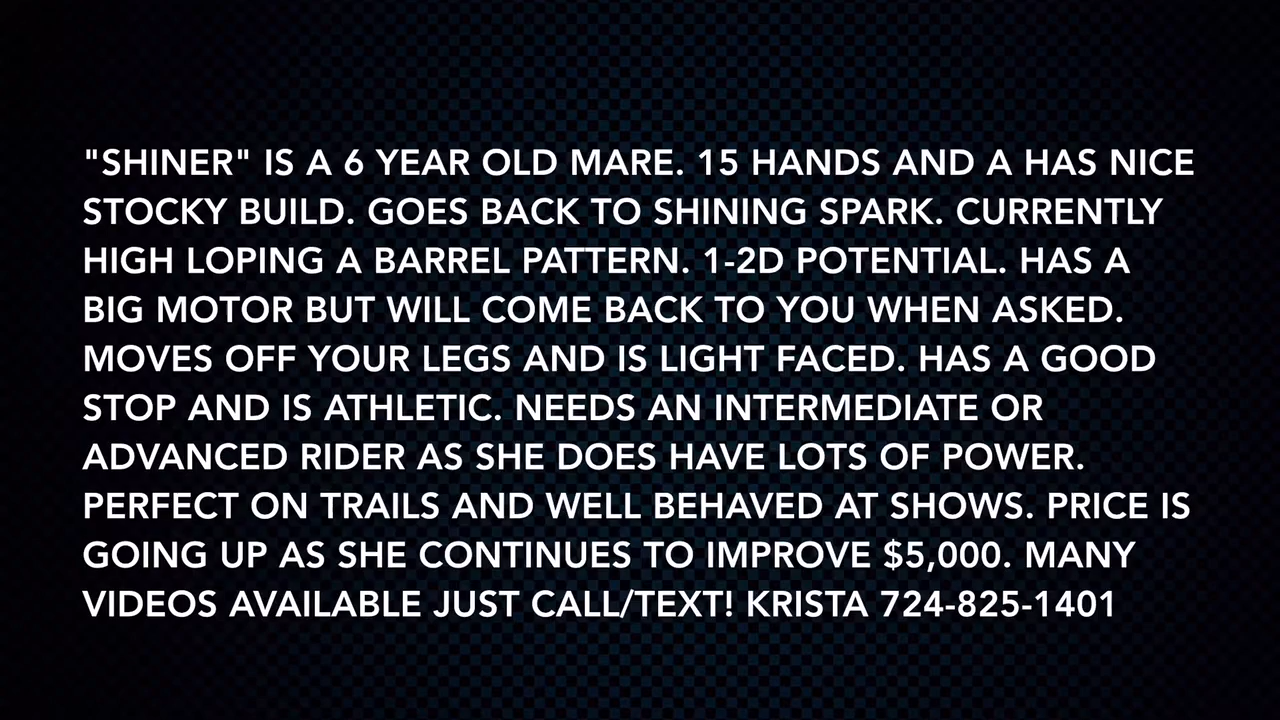 "SHINER" IS A 6 YEAR OLD MARE. 15 HANDS AND A HAS NICE
STOCKY BUILD. GOES BACK TO SHINING SPARK. CURRENTLY
HIGH LOPING A BARREL PATTERN. 1-2D POTENTIAL. HAS A
BIG MOTOR BUT WILL COME BACK TO YOU WHEN ASKED.
MOVES OFF YOUR LEGS AND IS LIGHT FACED. HAS A GOOD
STOP AND IS ATHLETIC. NEEDS AN INTERMEDIATE OR
ADVANCED RIDER AS SHE DOES HAVE LOTS OF POWER.
PERFECT ON TRAILS AND WELL BEHAVED AT SHOWS. PRICE IS
GOING UP AS SHE CONTINUES TO IMPROVE $5,000. MANY
VIDEOS AVAILABLE JUST CALL/TEXT! KRISTA 724-825-1401